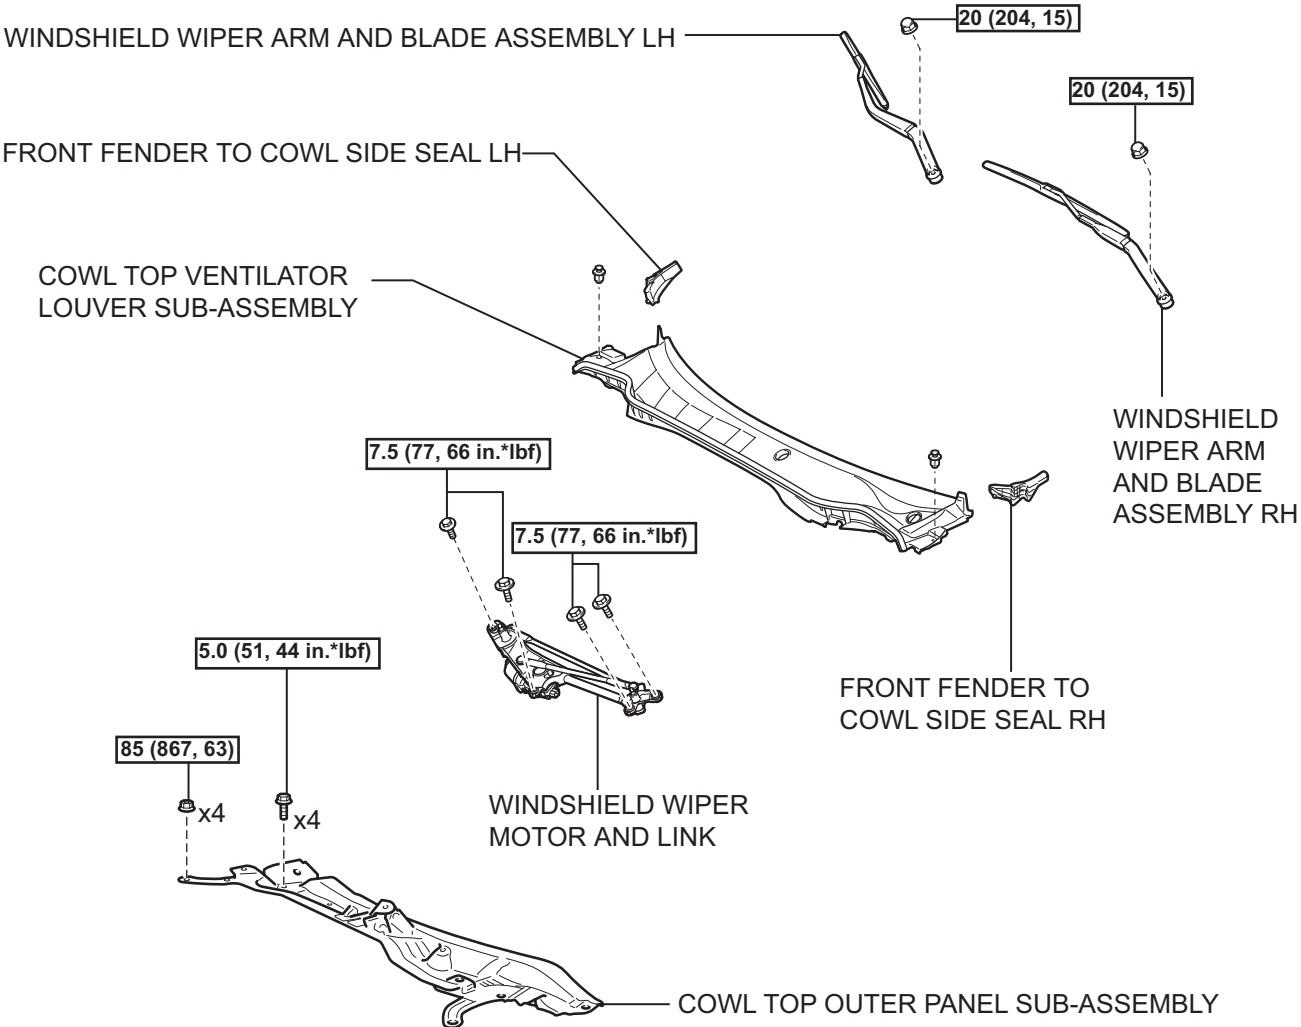 20 (204, 15)
WINDSHIELD WIPER ARM AND BLADE ASSEMBLY LH
20 (204, 15)
FRONT FENDER TO COWL SIDE SEAL LH
COWL TOP VENTILATOR
LOUVER SUB-ASSEMBLY
WINDSHIELD
WIPER ARM
AND BLADE
ASSEMBLY RH
7.5 (77, 66 in.*lbf)
7.5 (77, 66 in.*lbf)
5.0 (51, 44 in.*lbf)
FRONT FENDER TO
COWL SIDE SEAL RH
85 (867, 63)
x4
x4
WINDSHIELD WIPER
MOTOR AND LINK
COWL TOP OUTER PANEL SUB-ASSEMBLY